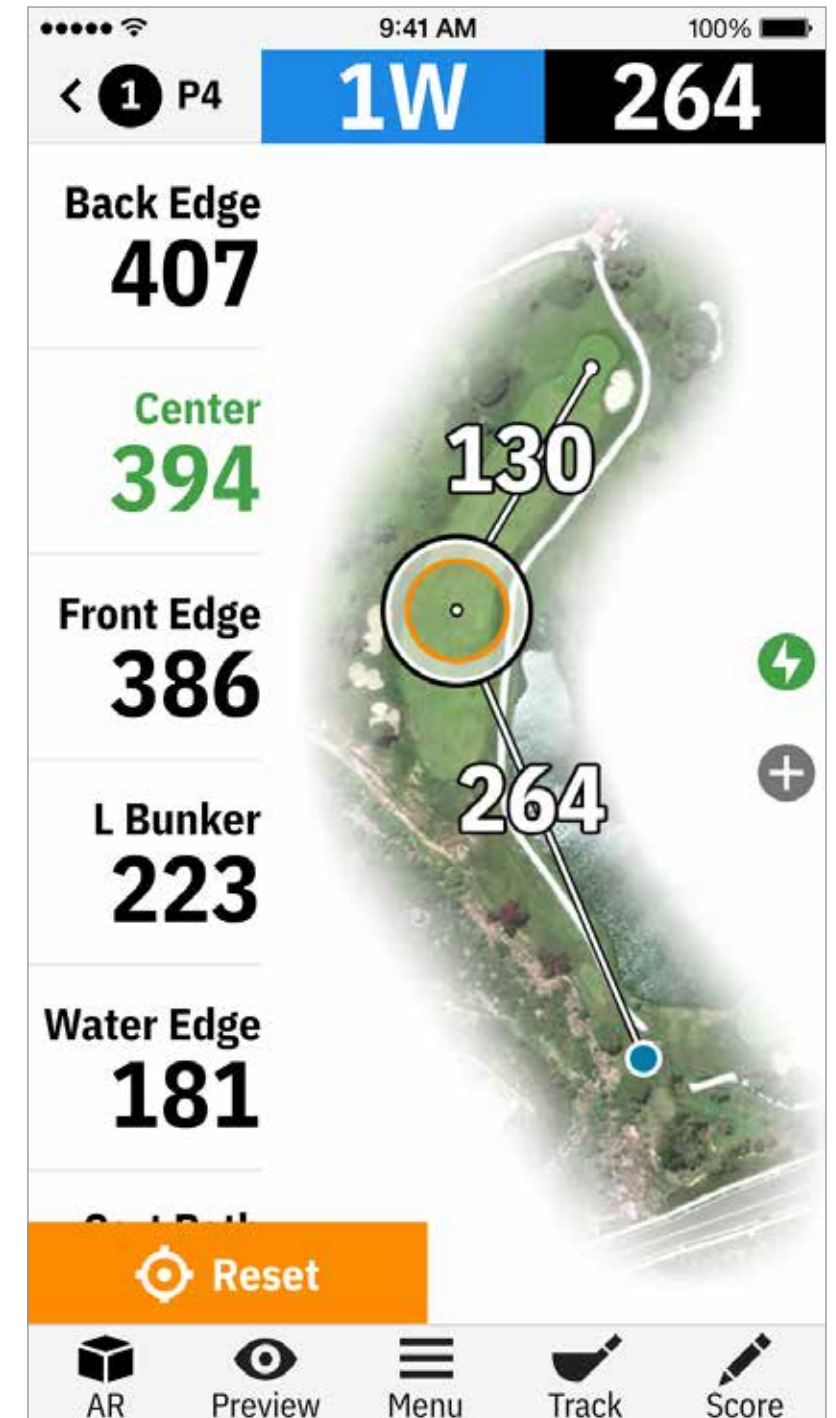 9:41 AM
100%
1 P4 1W 264
Back Edge
407
Center
394
Front Edge
386
L Bunker
223
Water Edge
181
130
264
Reset
AR Preview Menu Track Score